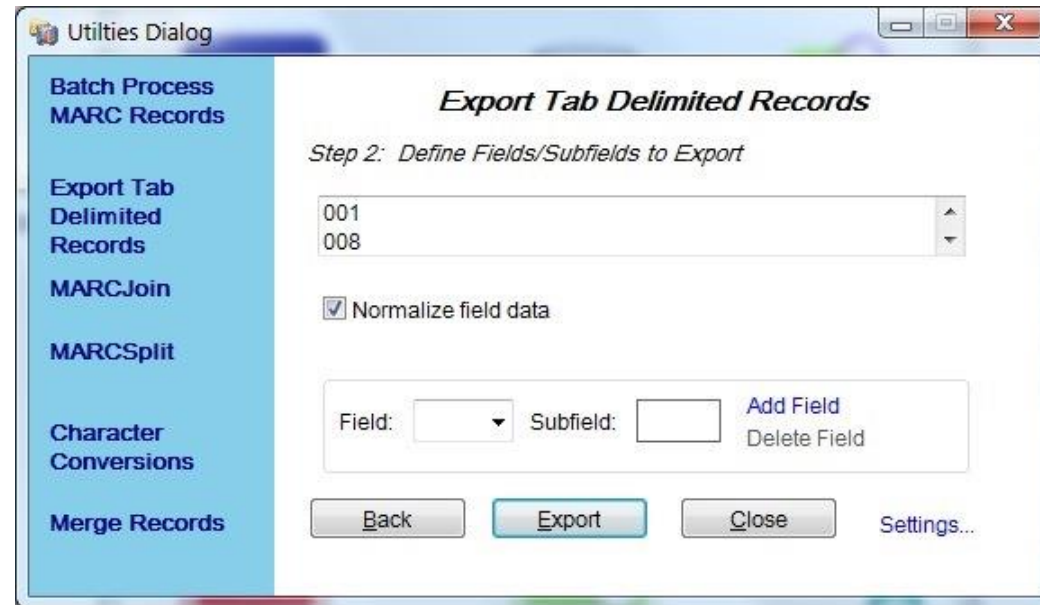 Utilties Dialog
Batch Process
MARC Records
Export Tab
Delimited
Records
MARCJoin
MARCSplit
Character
Conversions
Merge Records
Export Tab Delimited Records
Step 2: Define Fields/Subfields to Export
001
008
Normalize field data
Field:
Subfield:
Add Field
Delete Field
Back
Export
Close
Settings...